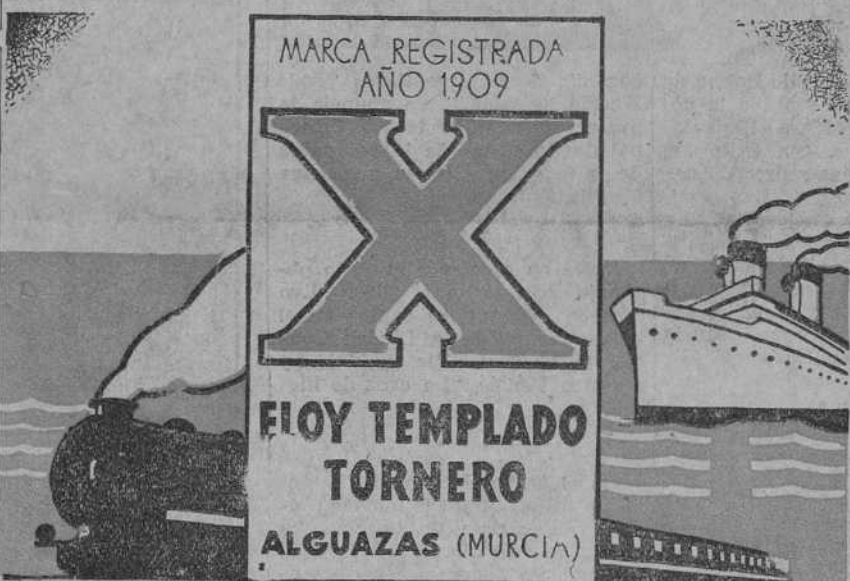 MARCA REGISTRADA
AÑO 1909
X
ELOY TEMPLADO
TORNERO
ALGUAZAS (MURCIA)